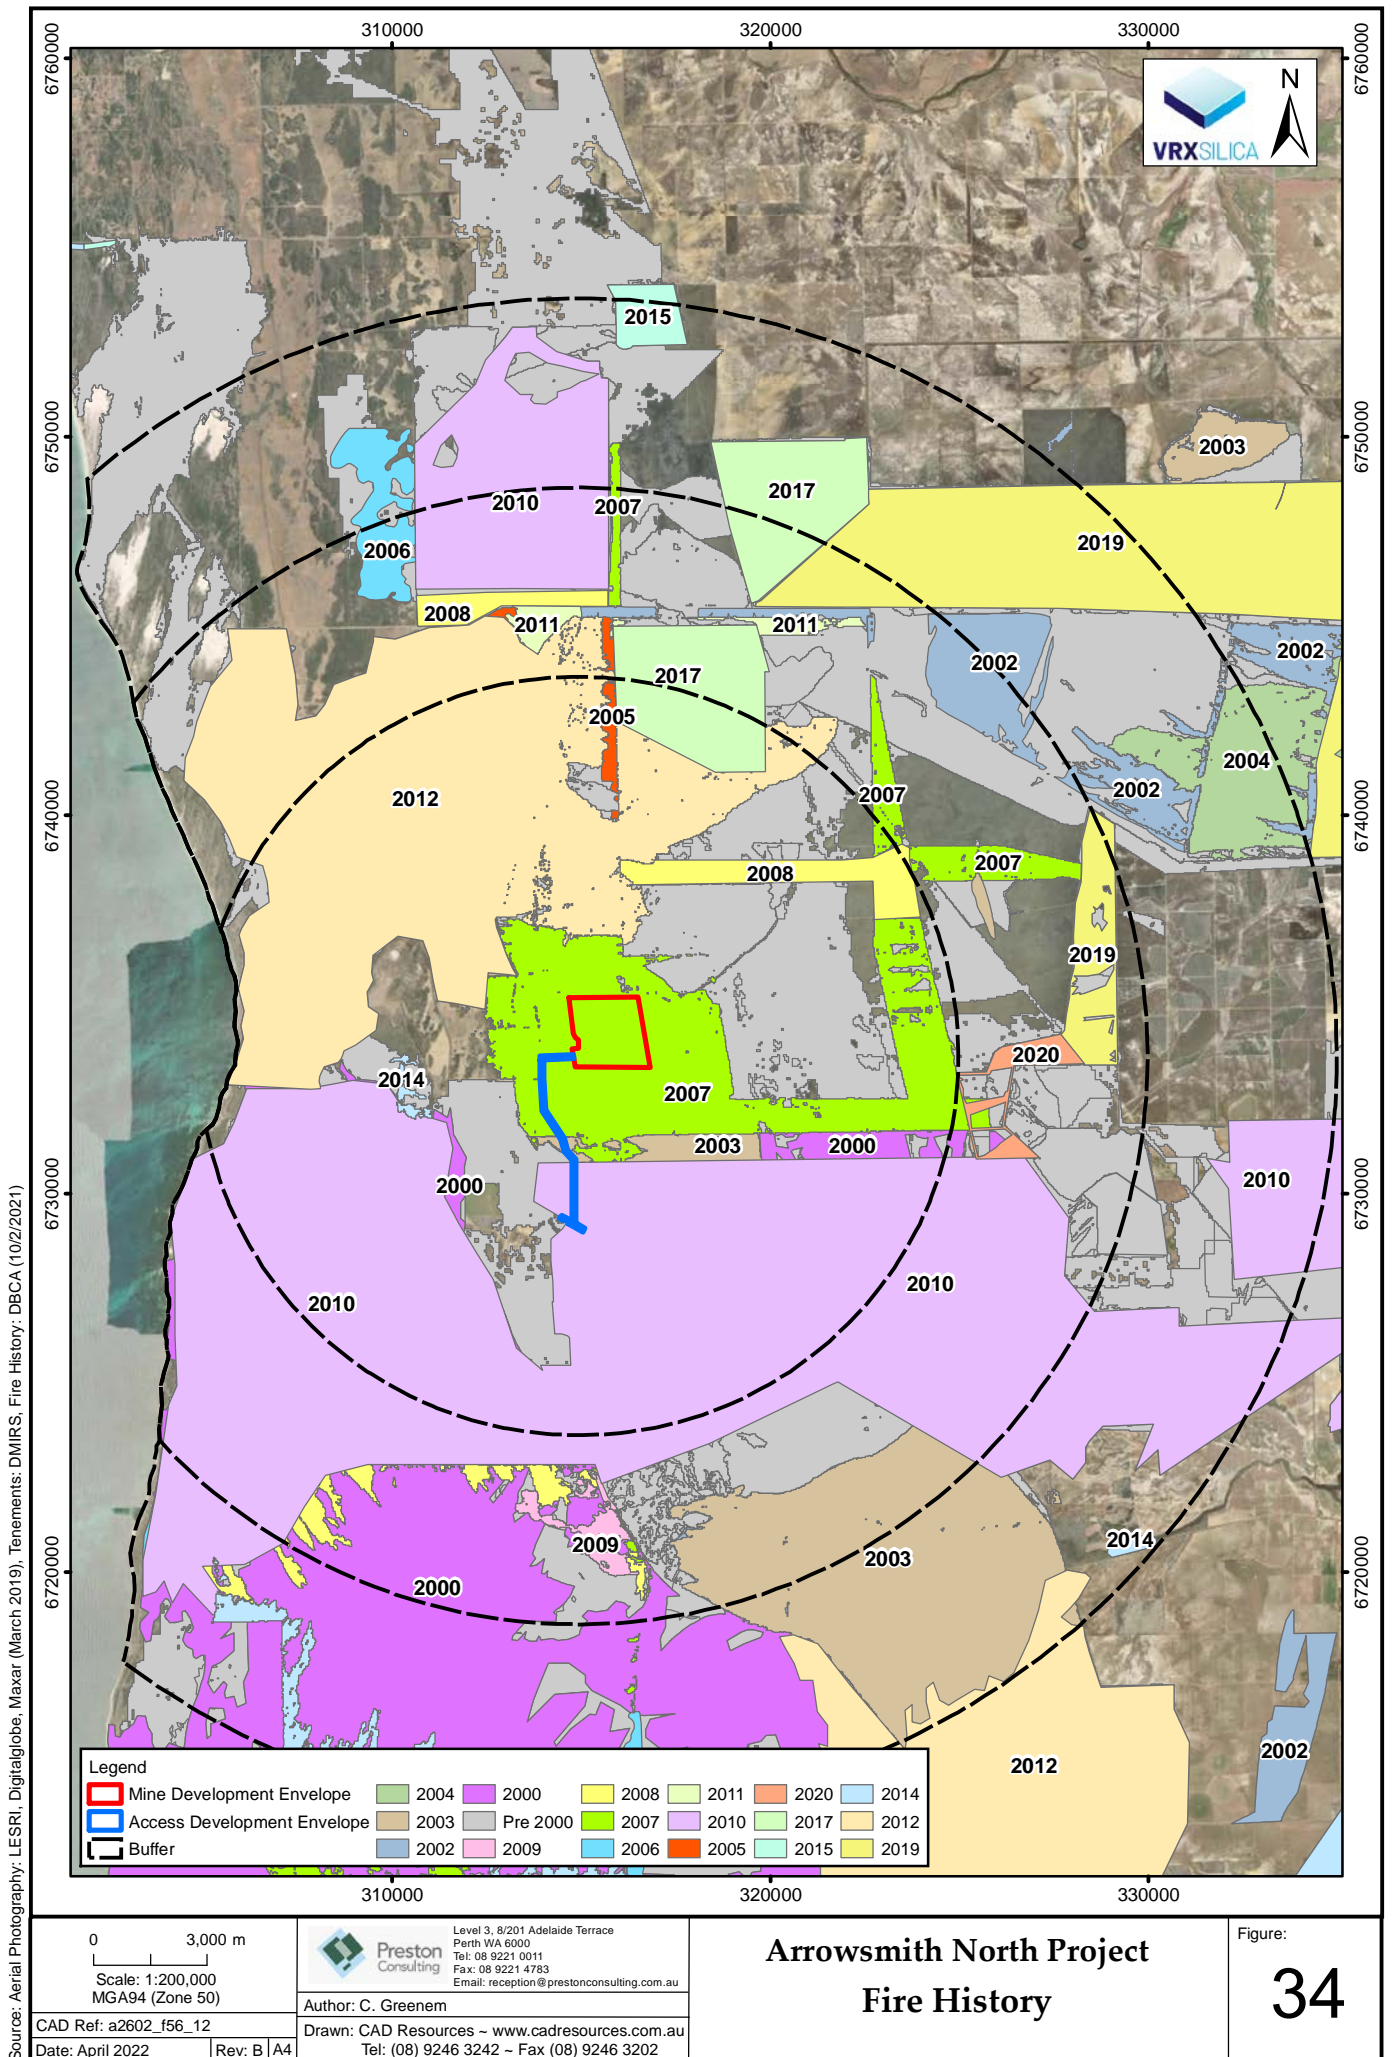 310000
320000
330000
6760000
6760000
N
VRXSILICA
2015
6750000
6750000
2003
2017
2010
2007
2019
2006
2008
2011
2011
2002
2002
2017
2005
2004
2002
2012
2007
6740000
6740000
2007
2008
2019
2020
2014
2007
2003
2000
2000
2010
6730000
6730000
2010
2010
2014
2009
2003
2000
6720000
6720000
2002
2012
Legend
Mine Development Envelope
Access Development Envelope
Buffer
2004
2000
2008
2011
2020
2014
2003
Pre 2000
2007
2010
2017
2012
2002
2009
2006
2005
2015
2019
310000
320000
330000
Source: Aerial Photography: LESRI, Digitalglobe, Maxar (March 2019), Tenements: DMIRS, Fire History: DBCA (10/2/2021)
0 3,000 m
Scale: 1:200,000
MGA94 (Zone 50)
CAD Ref: a2602_f56_12
Date: April 2022
Rev: B
A4
Preston
Consulting
Level 3, 8/201 Adelaide Terrace
Perth WA 6000
Tel: 08 9221 0011
Fax: 08 9221 4783
Email: reception@prestonconsulting.com.au
Author: C. Greenem
Drawn: CAD Resources ~ www.cadresources.com.au
Tel: (08) 9246 3242 ~ Fax (08) 9246 3202
Arrowsmith North Project
Fire History
Figure:
34